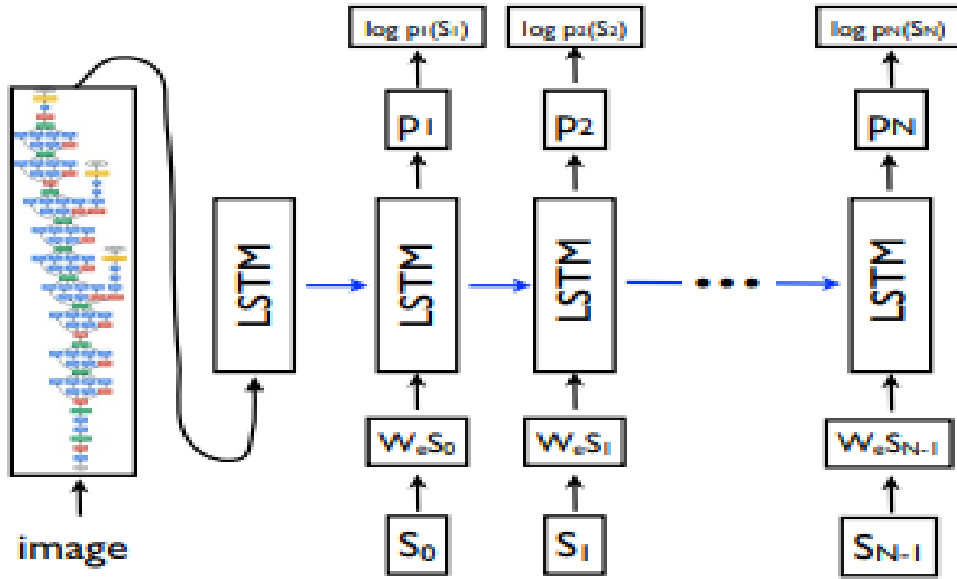 log p₁(S₁) log p₂(S₂) log pN(SN)
p₁ p₂ pN
LSTM LSTM LSTM LSTM
WₑS₀ WₑS₁ WₑSN-1
image S₀ S₁ SN-1